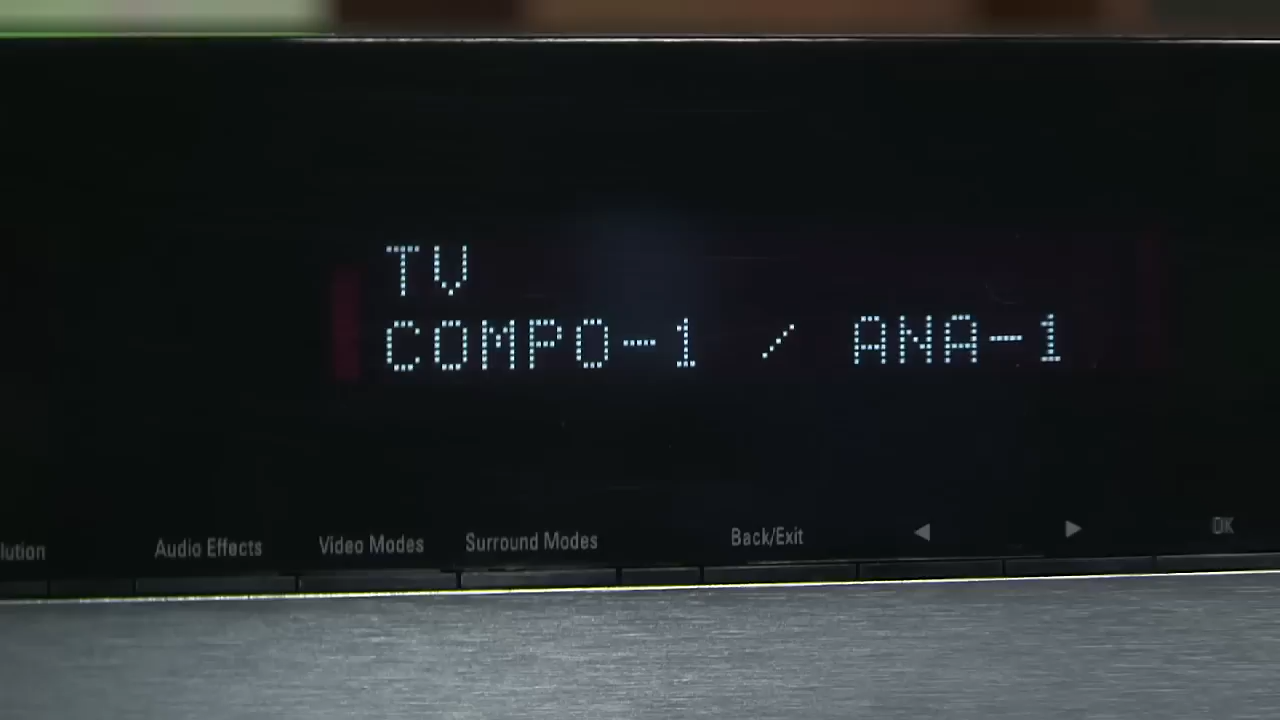 TV
COMPO-1 / ANA-1
lution Audio Effects Video Modes Surround Modes Back/Exit ◀ ▶ OK